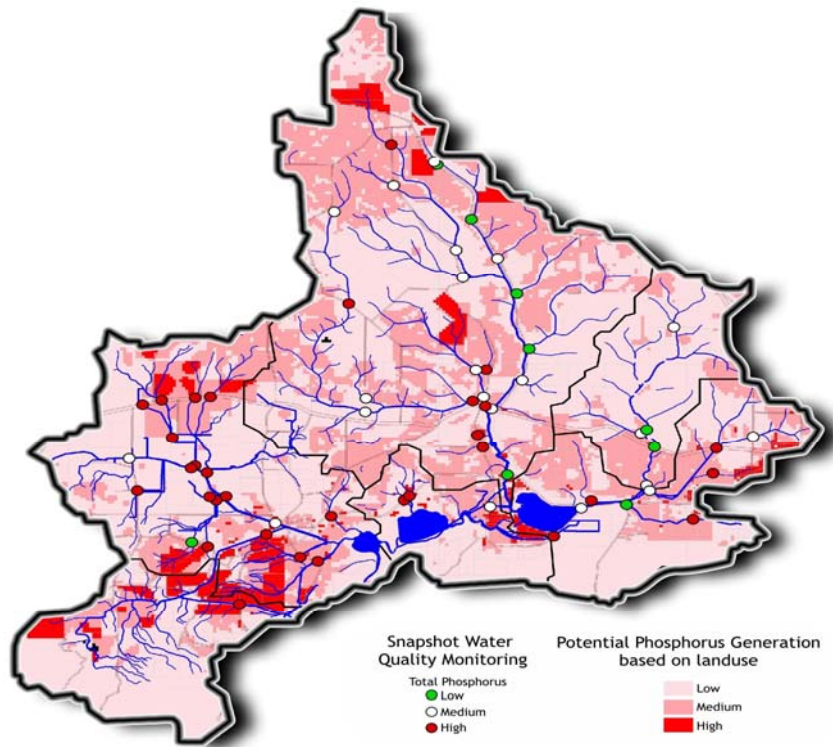 Snapshot Water
Quality Monitoring
Total Phosphorus
Low
Medium
High
Potential Phosphorus Generation
based on landuse
Low
Medium
High